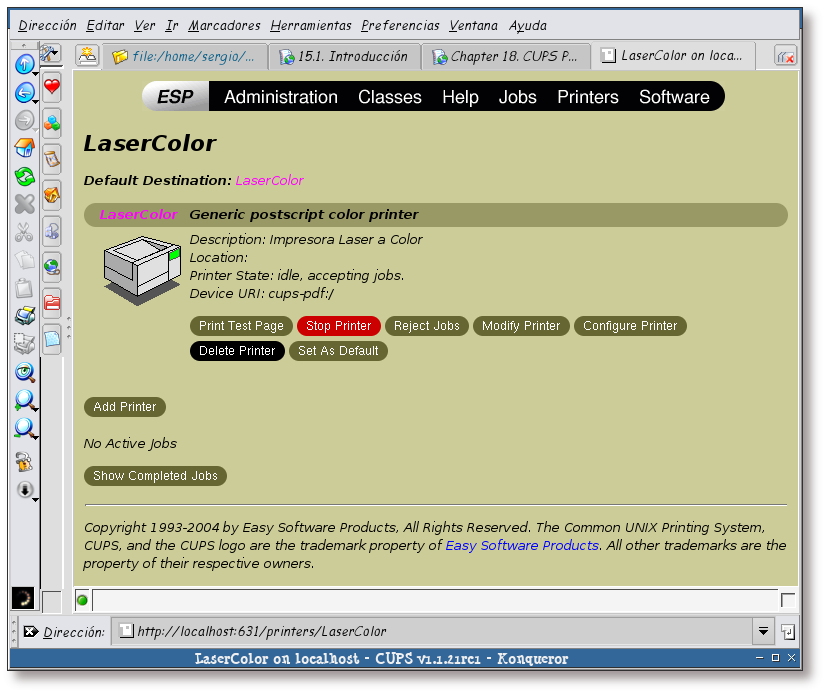 Dirección Editar Ver Ir Marcadores Herramientas Preferencias Ventana Ayuda
file:/home/sergio/... 15.1. Introducción Chapter 18. CUPS P... LaserColor on loca...
ESP Administration Classes Help Jobs Printers Software
LaserColor
Default Destination: LaserColor
LaserColor Generic postscript color printer
Description: Impresora Laser a Color
Location:
Printer State: idle, accepting jobs.
Device URI: cups-pdf:/
Print Test Page Stop Printer Reject Jobs Modify Printer Configure Printer
Delete Printer Set As Default
Add Printer
No Active Jobs
Show Completed Jobs
Copyright 1993-2004 by Easy Software Products, All Rights Reserved. The Common UNIX Printing System,
CUPS, and the CUPS logo are the trademark property of Easy Software Products. All other trademarks are the
property of their respective owners.
Dirección: http://localhost:631/printers/LaserColor
LaserColor on localhost - CUPS v1.1.21rc1 - Konqueror